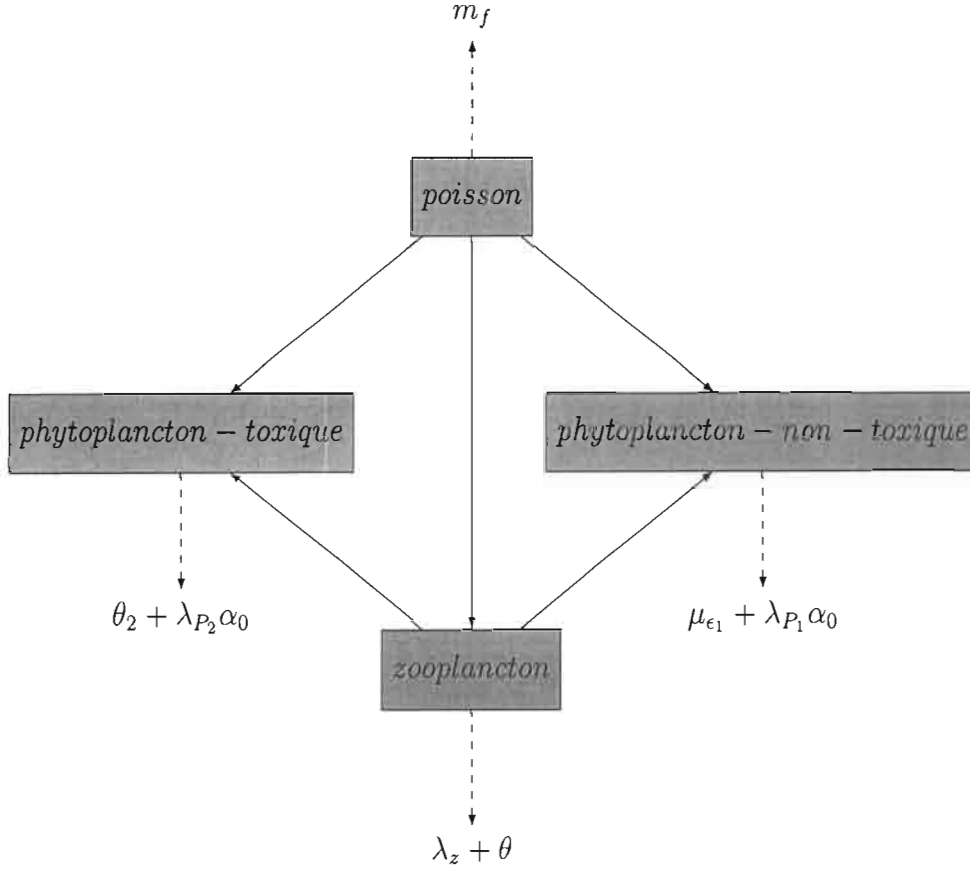 m_f
poisson
phytoplancton – toxique
phytoplancton – non – toxique
θ_2 + λ_{P_2} α_0
μ_{ϵ_1} + λ_{P_1} α_0
zooplancton
λ_z + θ